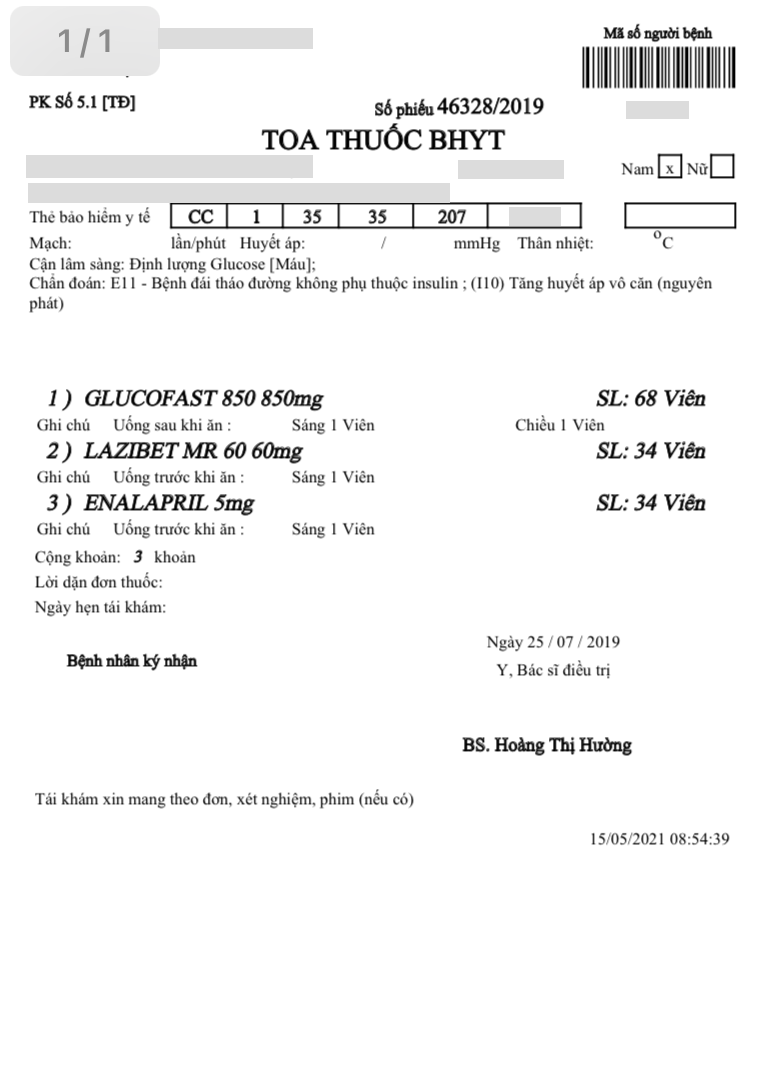 1/1
Mã số người bệnh
PK Số 5.1 [TĐ]
Số phiếu 46328/2019
TOA THUỐC BHYT
Nam x Nữ
Thẻ bảo hiểm y tế CC 1 35 35 207
Mạch: lần/phút Huyết áp: / mmHg Thân nhiệt: °C
Cận lâm sàng: Định lượng Glucose [Máu];
Chẩn đoán: E11 - Bệnh đái tháo đường không phụ thuộc insulin ; (I10) Tăng huyết áp vô căn (nguyên
phát)
1 ) GLUCOFAST 850 850mg SL: 68 Viên
Ghi chú Uống sau khi ăn : Sáng 1 Viên Chiều 1 Viên
2 ) LAZIBET MR 60 60mg SL: 34 Viên
Ghi chú Uống trước khi ăn : Sáng 1 Viên
3 ) ENALAPRIL 5mg SL: 34 Viên
Ghi chú Uống trước khi ăn : Sáng 1 Viên
Cộng khoản: 3 khoản
Lời dặn đơn thuốc:
Ngày hẹn tái khám:
Ngày 25 / 07 / 2019
Bệnh nhân ký nhận
Y, Bác sĩ điều trị
BS. Hoàng Thị Hường
Tái khám xin mang theo đơn, xét nghiệm, phim (nếu có)
15/05/2021 08:54:39